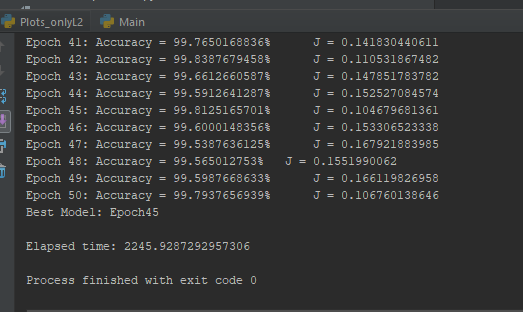 Plots_onlyL2 Main
Epoch 41: Accuracy = 99.7650168836% J = 0.141830440611
Epoch 42: Accuracy = 99.8387679458% J = 0.110531867482
Epoch 43: Accuracy = 99.6612660587% J = 0.147851783782
Epoch 44: Accuracy = 99.5912641287% J = 0.152527084574
Epoch 45: Accuracy = 99.8125165701% J = 0.104679681361
Epoch 46: Accuracy = 99.6000148356% J = 0.153306523338
Epoch 47: Accuracy = 99.5387636125% J = 0.167921883985
Epoch 48: Accuracy = 99.565012753% J = 0.1551990062
Epoch 49: Accuracy = 99.5987668633% J = 0.166119826958
Epoch 50: Accuracy = 99.7937656939% J = 0.106760138646
Best Model: Epoch45
Elapsed time: 2245.9287292957306
Process finished with exit code 0